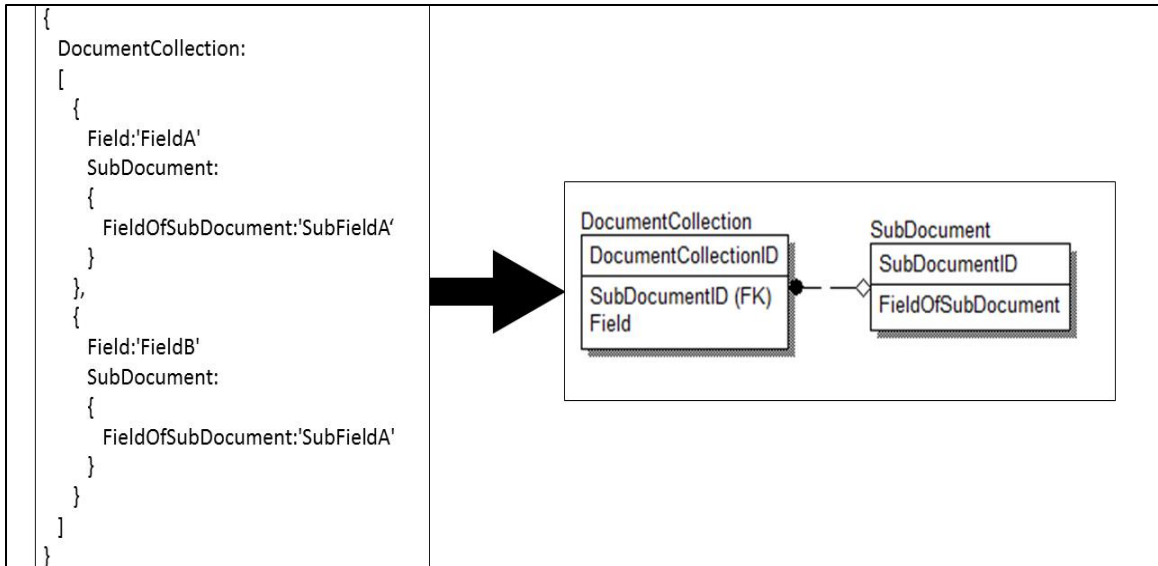 {
DocumentCollection:
[
{
Field:'FieldA'
SubDocument:
{
FieldOfSubDocument:'SubFieldA‘
}
},
{
Field:'FieldB'
SubDocument:
{
FieldOfSubDocument:'SubFieldA'
}
}
]
}
DocumentCollection
DocumentCollectionID
SubDocumentID (FK)
Field
SubDocument
SubDocumentID
FieldOfSubDocument